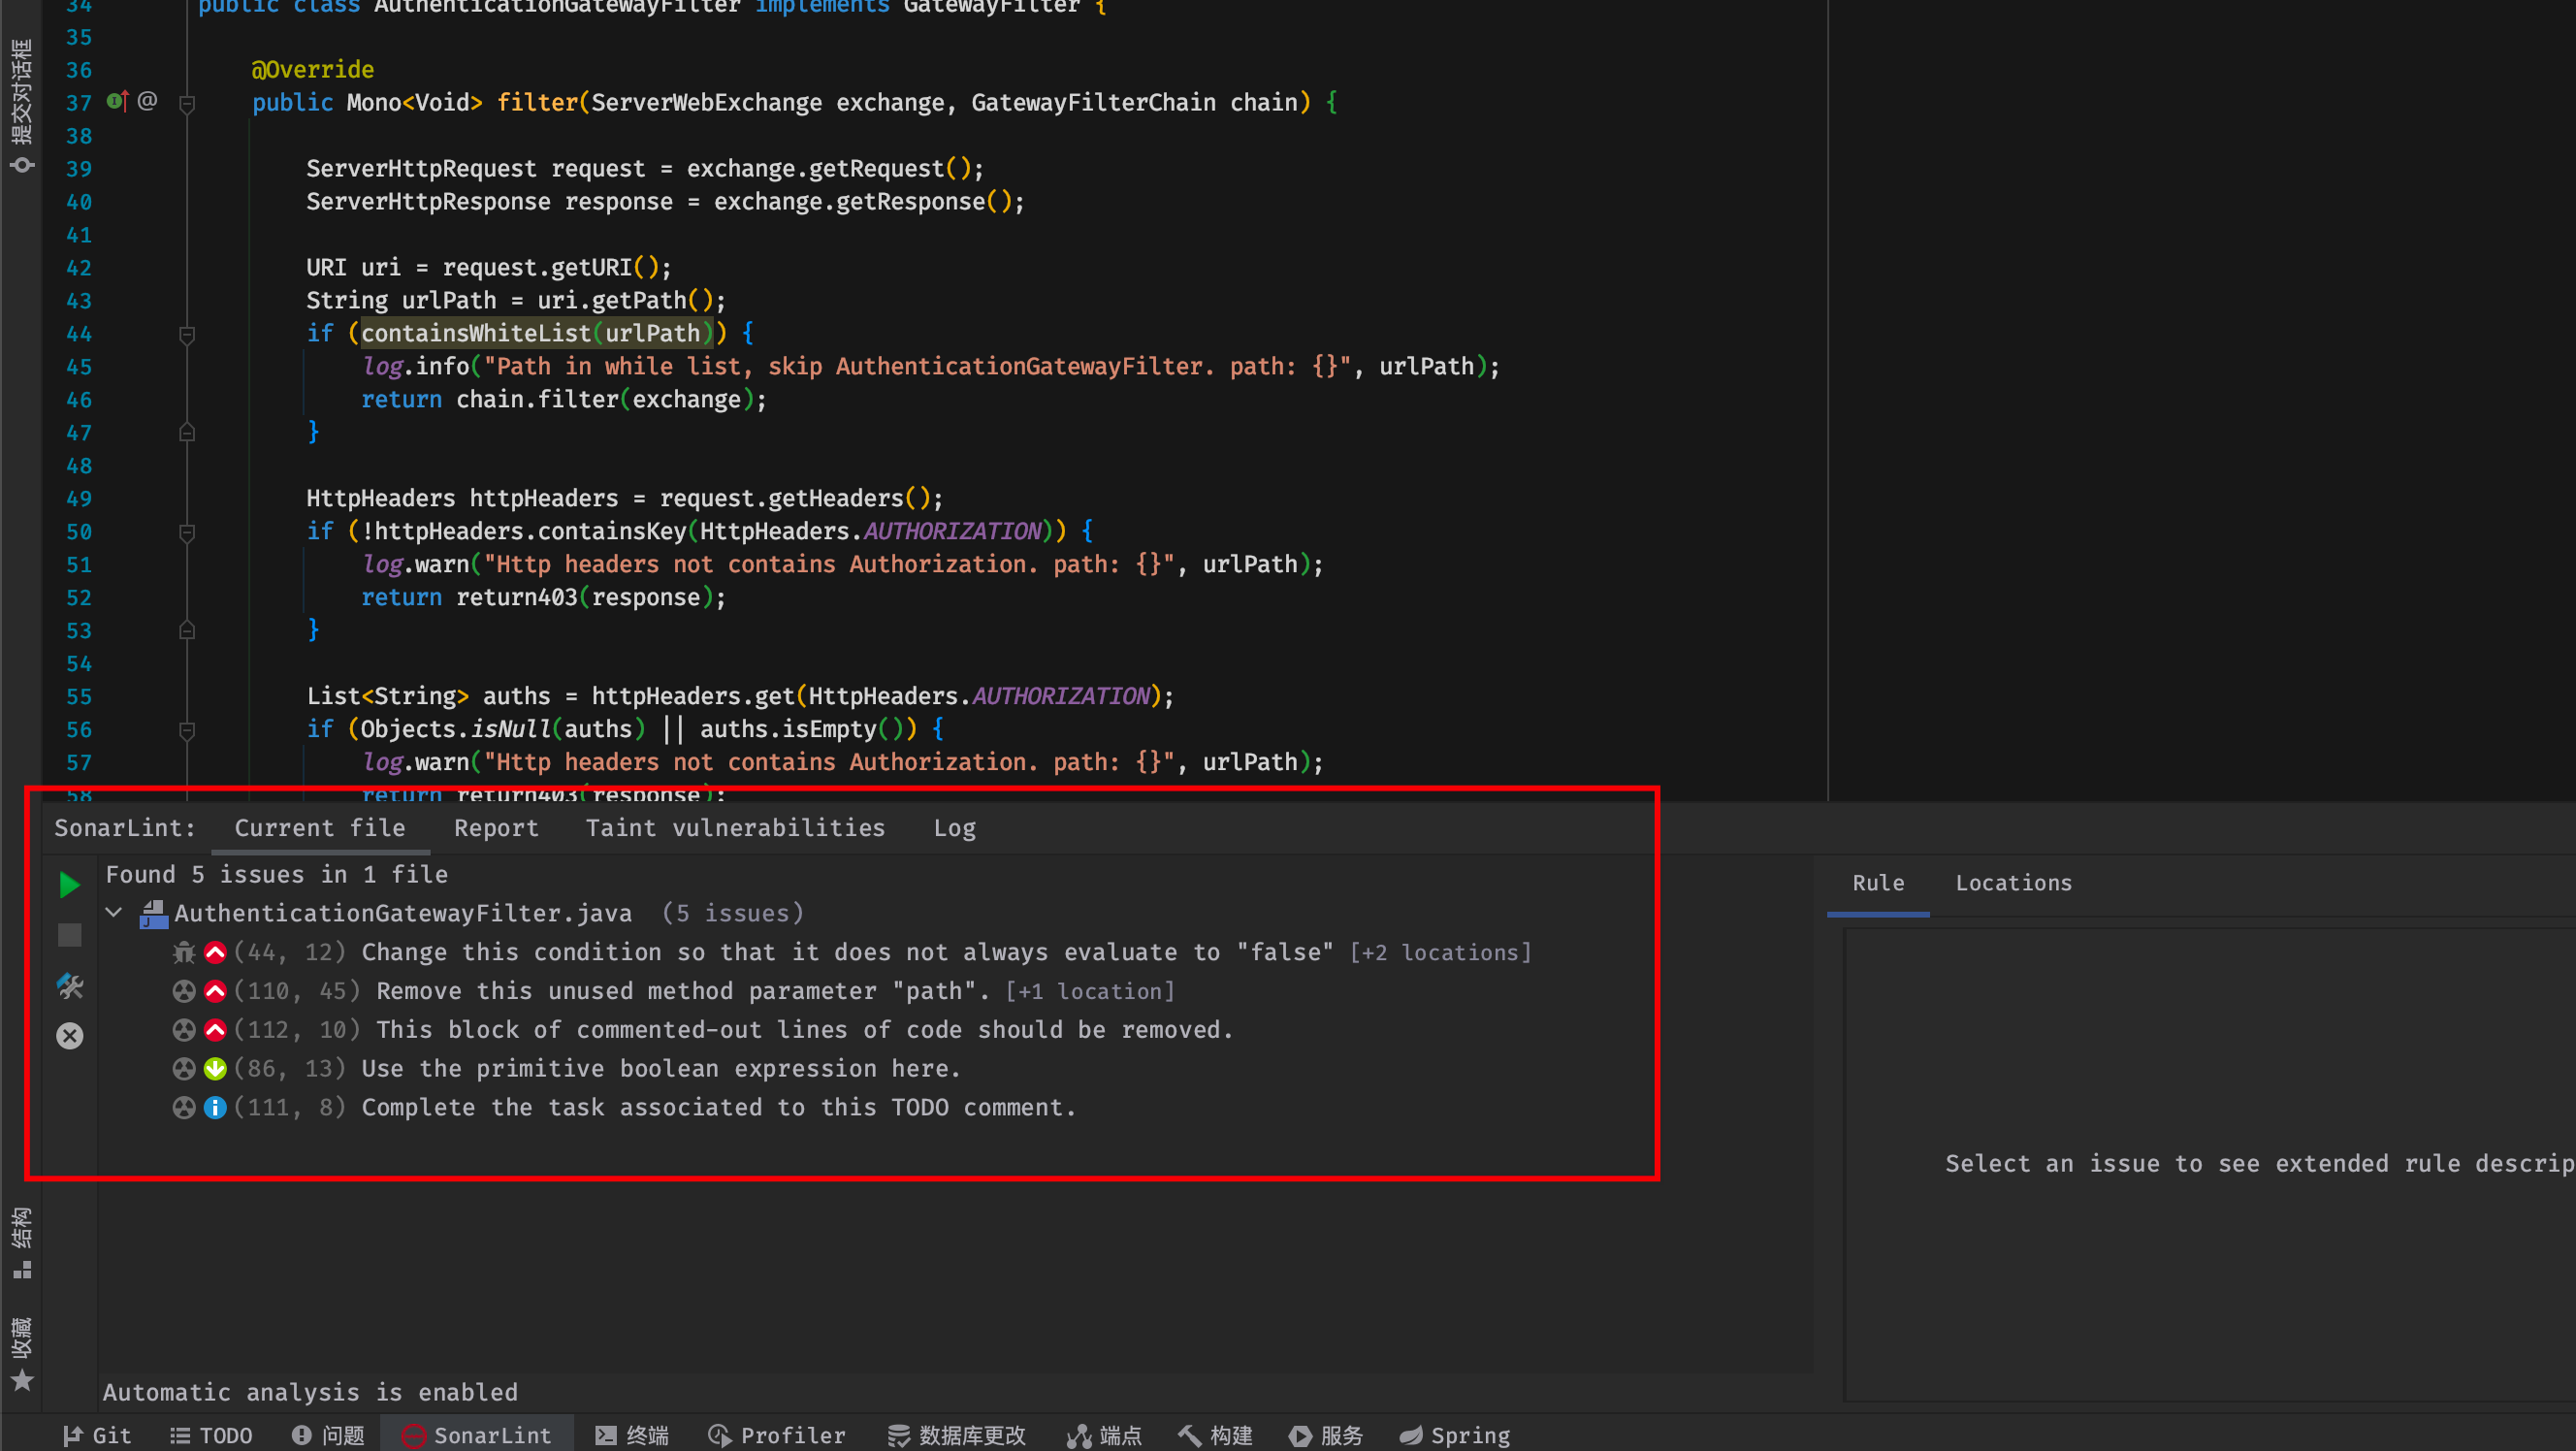 34 public class AuthenticationGatewayFilter implements GatewayFilter {
35
36 @Override
37 @ public Mono<Void> filter(ServerWebExchange exchange, GatewayFilterChain chain) {
38
39 ServerHttpRequest request = exchange.getRequest();
40 ServerHttpResponse response = exchange.getResponse();
41
42 URI uri = request.getURI();
43 String urlPath = uri.getPath();
44 if (containsWhiteList(urlPath)) {
45 log.info("Path in while list, skip AuthenticationGatewayFilter. path: {}", urlPath);
46 return chain.filter(exchange);
47 }
48
49 HttpHeaders httpHeaders = request.getHeaders();
50 if (!httpHeaders.containsKey(HttpHeaders.AUTHORIZATION)) {
51 log.warn("Http headers not contains Authorization. path: {}", urlPath);
52 return return403(response);
53 }
54
55 List<String> auths = httpHeaders.get(HttpHeaders.AUTHORIZATION);
56 if (Objects.isNull(auths) || auths.isEmpty()) {
57 log.warn("Http headers not contains Authorization. path: {}", urlPath);
58 return return403(response);
提交对话框
结构
收藏
SonarLint: Current file Report Taint vulnerabilities Log
Found 5 issues in 1 file
AuthenticationGatewayFilter.java (5 issues)
(44, 12) Change this condition so that it does not always evaluate to "false" [+2 locations]
(110, 45) Remove this unused method parameter "path". [+1 location]
(112, 10) This block of commented-out lines of code should be removed.
(86, 13) Use the primitive boolean expression here.
(111, 8) Complete the task associated to this TODO comment.
Rule Locations
Select an issue to see extended rule descrip
Automatic analysis is enabled
Git TODO 问题 SonarLint 终端 Profiler 数据库更改 端点 构建 服务 Spring